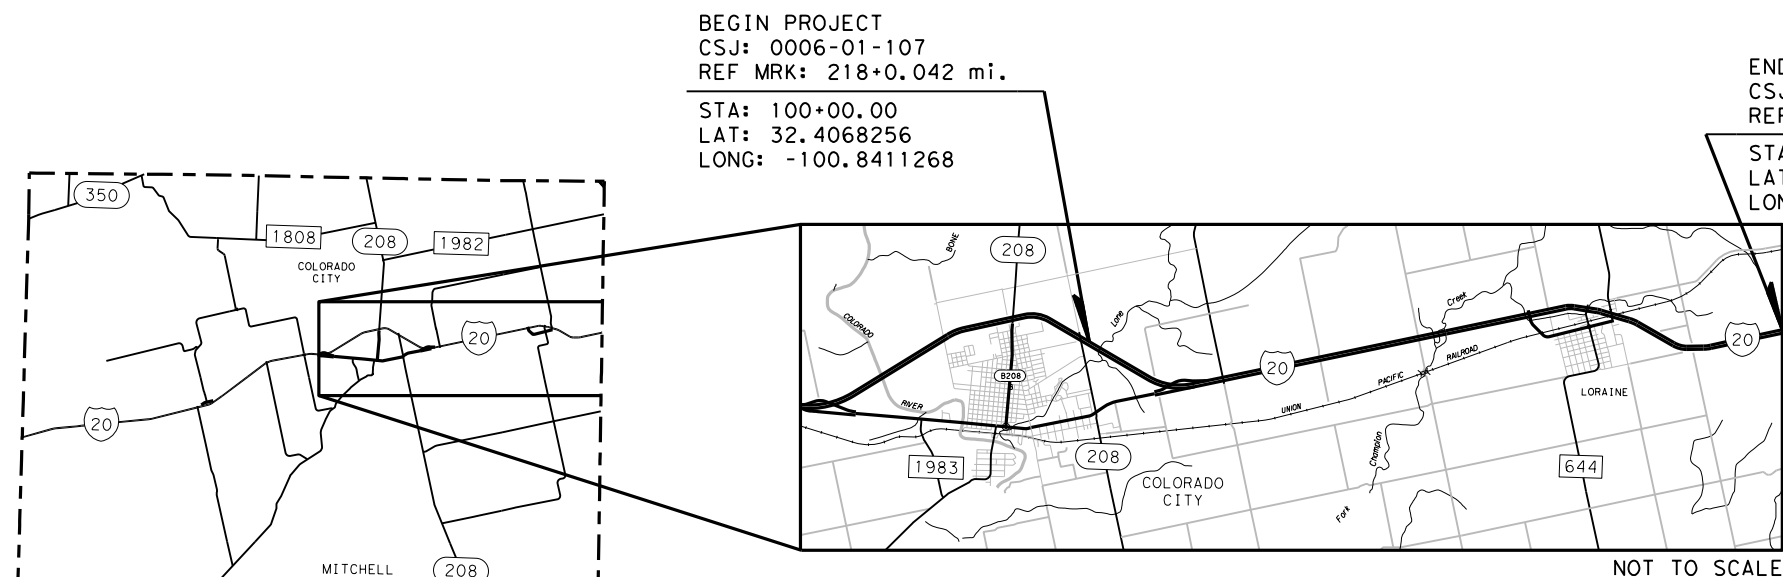 BEGIN PROJECT
CSJ: 0006-01-107
REF MRK: 218+0.042 mi.
STA: 100+00.00
LAT: 32.4068256
LONG: -100.8411268
END
CSJ
REF
STA
LAT
LON
350
1808
208
1982
COLORADO
CITY
20
20
MITCHELL
208
208
BONE
COLORADO
Lone
Creek
20
20
B208
RAILROAD
PACIFIC
UNION
RIVER
LORAINE
1983
208
Champion
644
COLORADO
CITY
Fork
NOT TO SCALE